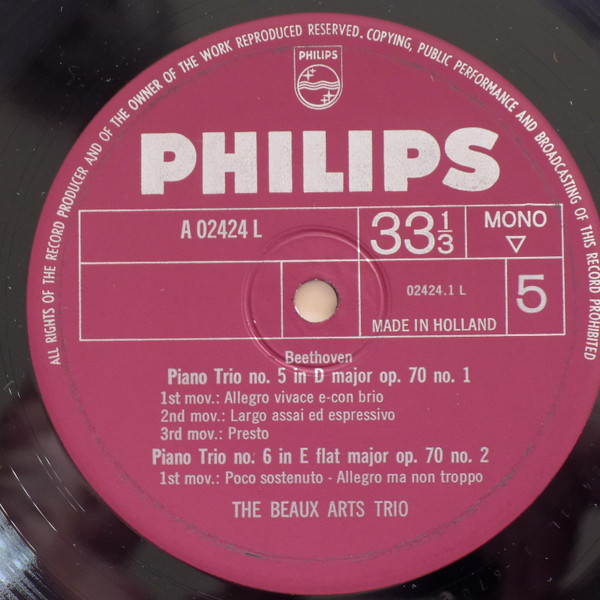 ALL RIGHTS OF THE RECORD PRODUCER AND OF THE OWNER OF THE WORK REPRODUCED RESERVED. COPYING, PUBLIC PERFORMANCE AND BROADCASTING OF THIS RECORD PROHIBITED
PHILIPS
PHILIPS
A 02424 L
33 1/3
MONO
02424.1 L
5
MADE IN HOLLAND
Beethoven
Piano Trio no. 5 in D major op. 70 no. 1
1st mov.: Allegro vivace e-con brio
2nd mov.: Largo assai ed espressivo
3rd mov.: Presto
Piano Trio no. 6 in E flat major op. 70 no. 2
1st mov.: Poco sostenuto - Allegro ma non troppo
THE BEAUX ARTS TRIO